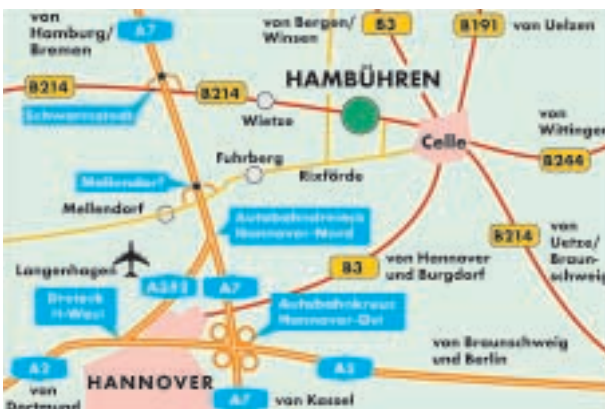 von
Hamburg/
Bremen
A7
von Bergen/
Winsen
B3
B191
von Uelzen
HAMBÜHREN
B214
B214
Schwarmstedt
Wietze
Celle
von
Wittingen
B244
Fuhrberg
Rixförde
Mellendorf
Mellendorf
Autobahndreieck
Hannover-Nord
B214
von
Uetze/
Braun-
schweig
Langenhagen
A352
A7
B3
von Hannover
und Burgdorf
Dreieck
H-West
Autobahnkreuz
Hannover-Ost
von Braunschweig
und Berlin
A2
A2
von
Dortmund
HANNOVER
A7
von Kassel